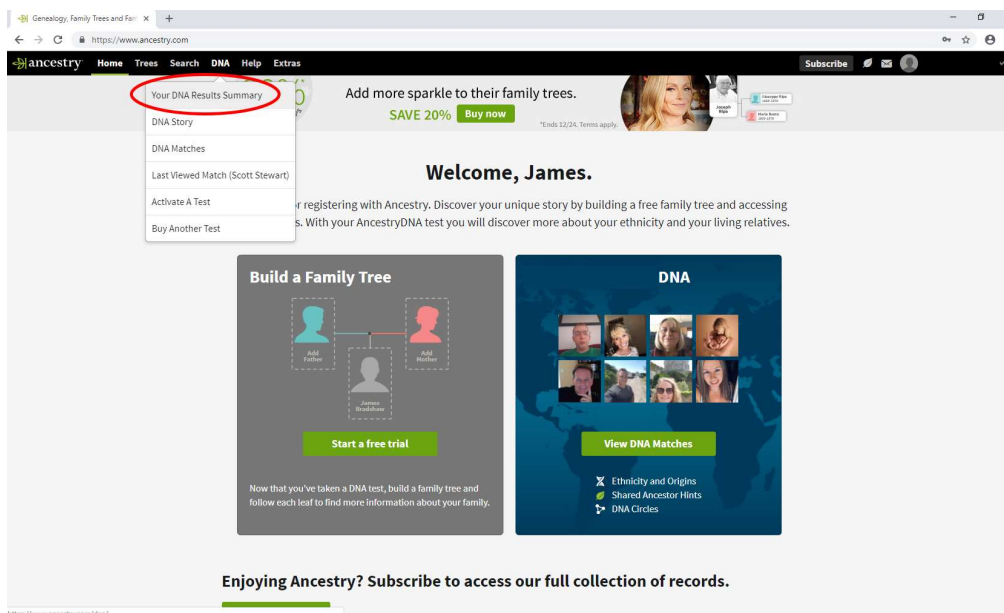 Genealogy, Family Trees and Fam
https://www.ancestry.com
ancestry Home Trees Search DNA Help Extras Subscribe
Your DNA Results Summary
DNA Story
DNA Matches
Last Viewed Match (Scott Stewart)
Activate A Test
Buy Another Test
Add more sparkle to their family trees.
SAVE 20% Buy now
*Ends 12/24. Terms apply.
Joseph
Ripa
Giuseppe Ripa
Maria Buono
Welcome, James.
r registering with Ancestry. Discover your unique story by building a free family tree and accessing
s. With your AncestryDNA test you will discover more about your ethnicity and your living relatives.
Build a Family Tree
Add
Father
Add
Mother
James
Bradshaw
Start a free trial
Now that you've taken a DNA test, build a family tree and
follow each leaf to find more information about your family.
DNA
View DNA Matches
Ethnicity and Origins
Shared Ancestor Hints
DNA Circles
Enjoying Ancestry? Subscribe to access our full collection of records.